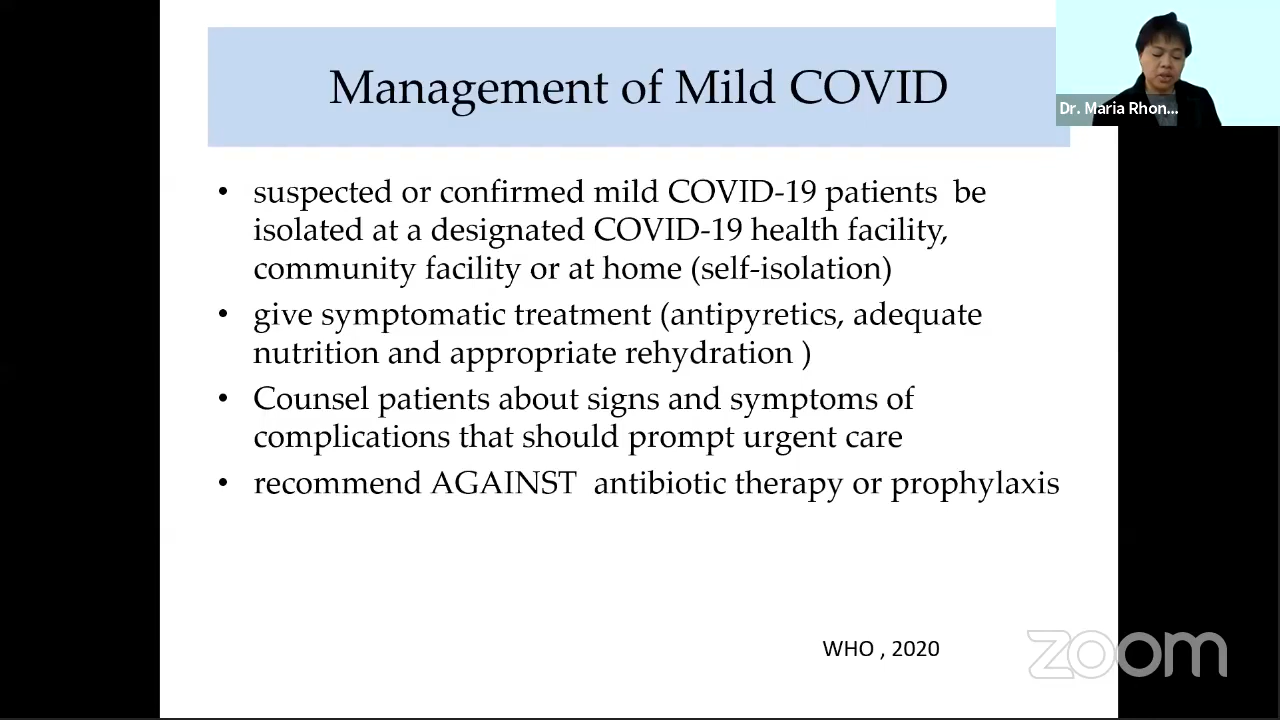 Management of Mild COVID
Dr. Maria Rhon...
• suspected or confirmed mild COVID-19 patients be
isolated at a designated COVID-19 health facility,
community facility or at home (self-isolation)
• give symptomatic treatment (antipyretics, adequate
nutrition and appropriate rehydration )
• Counsel patients about signs and symptoms of
complications that should prompt urgent care
• recommend AGAINST antibiotic therapy or prophylaxis
WHO , 2020
zoom